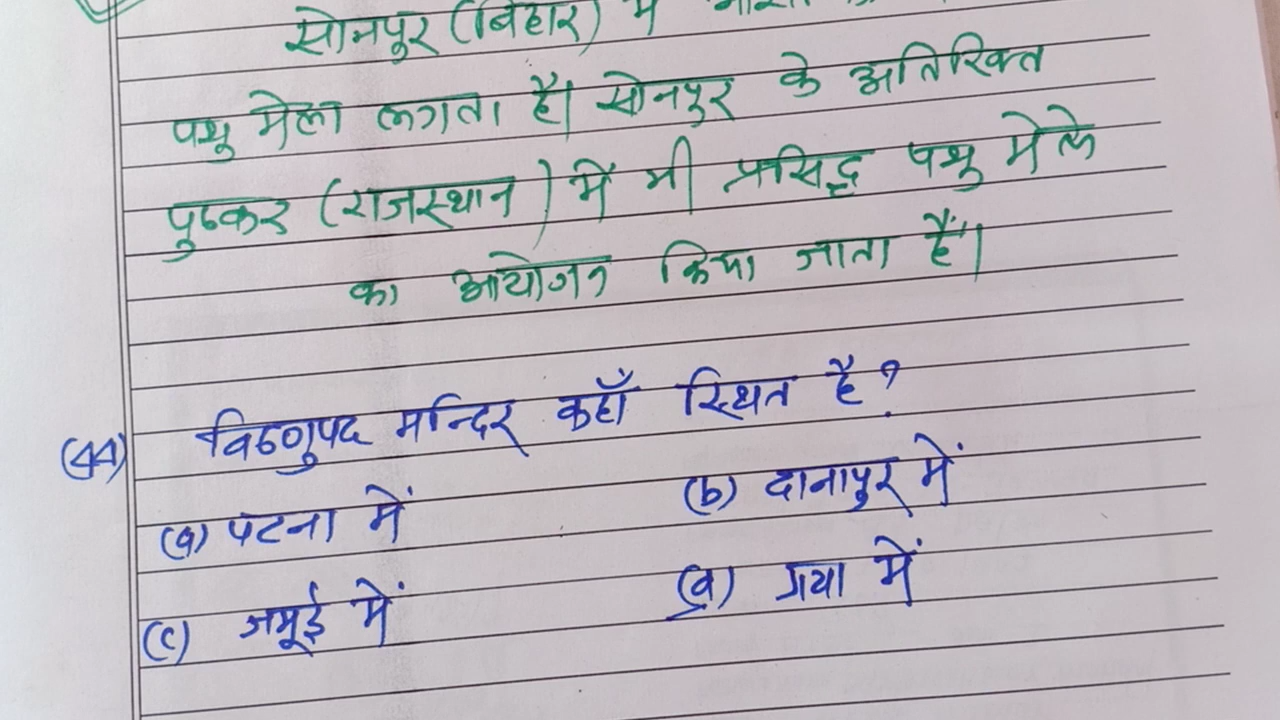 सोनपुर (बिहार) में
पशु मेला लगता है। सोनपुर के अतिरिक्त
पुष्कर (राजस्थान) में भी प्रसिद्ध पशु मेले
का आयोजन किया जाता है।
(44) विष्णुपद मन्दिर कहाँ स्थित है ?
(a) पटना में (b) दानापुर में
(c) जमूई में (d) गया में